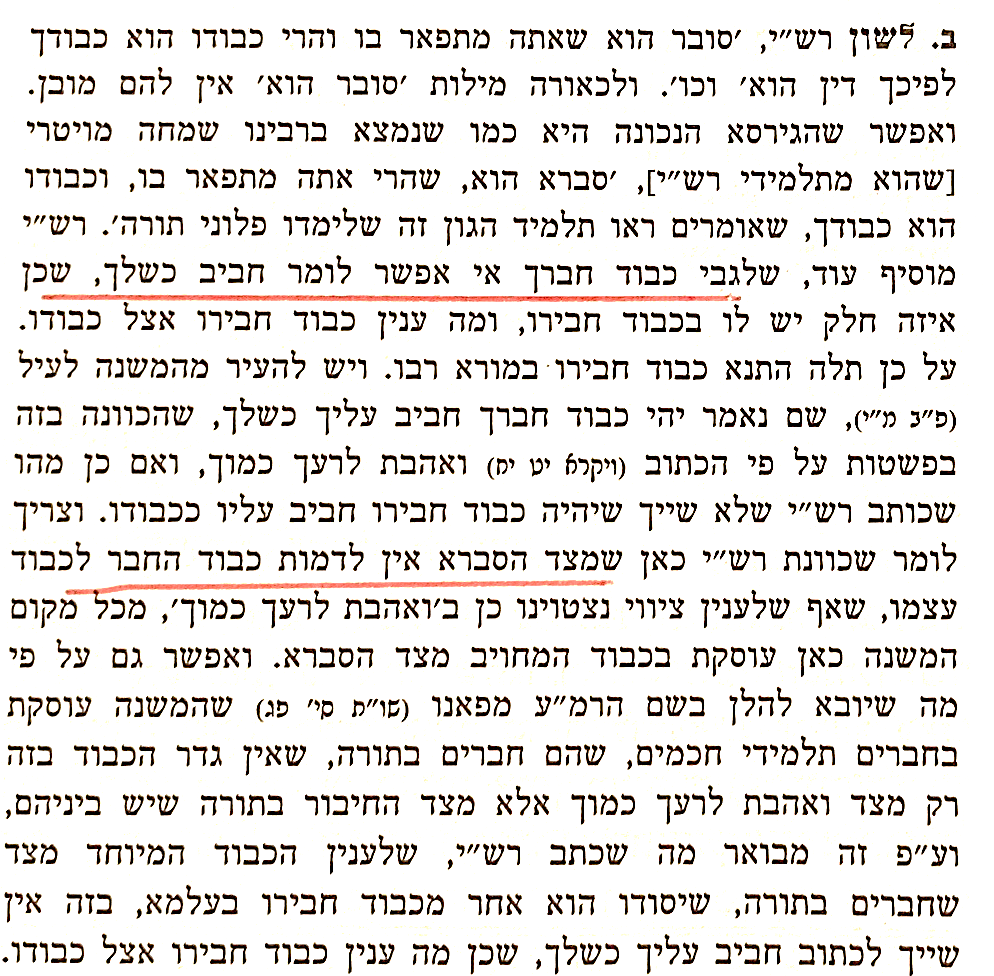 ב. לשון רש״י, ׳סובר הוא שאתה מתפאר בו והרי כבודו הוא כבודך
לפיכך דין הוא׳ וכו׳. ולכאורה מילות ׳סובר הוא׳ אין להם מובן.
ואפשר שהגירסא הנכונה היא כמו שנמצא ברבינו שמחה מויטרי
[שהוא מתלמידי רש״י], ׳סברא הוא, שהרי אתה מתפאר בו, וכבודו
הוא כבודך, שאומרים ראו תלמיד הגון זה שלימדו פלוני תורה׳. רש״י
מוסיף עוד, שלגבי כבוד חברך אי אפשר לומר חביב כשלך, שכן
איזה חלק יש לו בכבוד חבירו, ומה ענין כבוד חבירו אצל כבודו.
על כן תלה התנא כבוד חבירו במורא רבו. ויש להעיר מהמשנה לעיל
(פ״ב מ״י), שם נאמר יהי כבוד חברך חביב עליך כשלך, שהכוונה בזה
בפשטות על פי הכתוב (ויקרא יט יח) ואהבת לרעך כמוך, ואם כן מהו
שכותב רש״י שלא שייך שיהיה כבוד חבירו חביב עליו ככבודו. וצריך
לומר שכוונת רש״י כאן שמצד הסברא אין לדמות כבוד החבר לכבוד
עצמו, שאף שלענין ציווי נצטוינו כן ב׳ואהבת לרעך כמוך׳, מכל מקום
המשנה כאן עוסקת בכבוד המחויב מצד הסברא. ואפשר גם על פי
מה שיובא להלן בשם הרמ״ע מפאנו (שו״ת סי׳ פג) שהמשנה עוסקת
בחברים תלמידי חכמים, שהם חברים בתורה, שאין גדר הכבוד בזה
רק מצד ואהבת לרעך כמוך אלא מצד החיבור בתורה שיש ביניהם,
וע״פ זה מבואר מה שכתב רש״י, שלענין הכבוד המיוחד מצד
שחברים בתורה, שיסודו הוא אחר מכבוד חבירו בעלמא, בזה אין
שייך לכתוב חביב עליך כשלך, שכן מה ענין כבוד חבירו אצל כבודו.